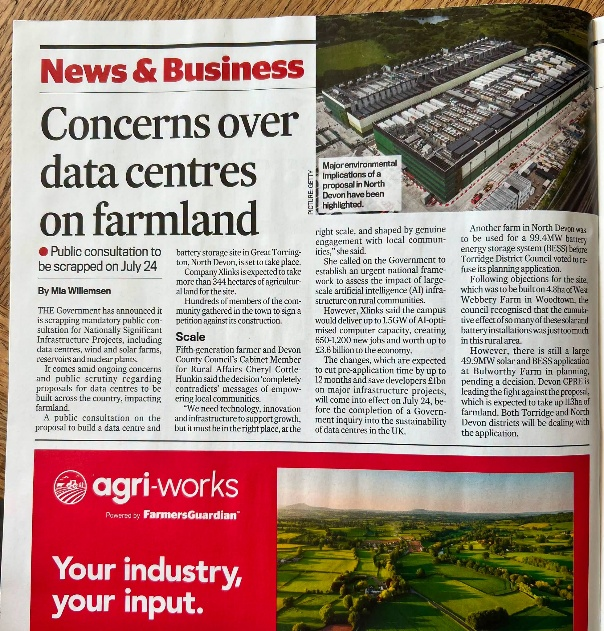 News & Business
Concerns over
data centres
on farmland
● Public consultation to
be scrapped on July 24
By Mia Willemsen
THE Government has announced it
is scrapping mandatory public con-
sultation for Nationally Significant
Infrastructure Projects, including
data centres, wind and solar farms,
reservoirs and nuclear plants.
It comes amid ongoing concerns
and public scrutiny regarding
proposals for data centres to be
built across the country, impacting
farmland.
A public consultation on the
proposal to build a data centre and
battery storage site in Great Torring-
ton, North Devon, is set to take place.
Company Xlinks is expected to take
more than 344 hectares of agricultur-
al land for the site.
Hundreds of members of the com-
munity gathered in the town to sign a
petition against its construction.
Scale
Fifth-generation farmer and Devon
County Council's Cabinet Member
for Rural Affairs Cheryl Cottle-
Hunkin said the decision 'completely
contradicts' messages of empow-
ering local communities.
"We need technology, innovation
and infrastructure to support growth,
but it must be in the right place, at the
PICTURE: GETTY
Major environmental
implications of a
proposal in North
Devon have been
highlighted.
right scale, and shaped by genuine
engagement with local commun-
ities," she said.
She called on the Government to
establish an urgent national frame-
work to assess the impact of large-
scale artificial intelligence (AI) infra-
structure on rural communities.
However, Xlinks said the campus
would deliver up to 1.5GW of AI-opti-
mised computer capacity, creating
650-1,200 new jobs and worth up to
£3.6 billion to the economy.
The changes, which are expected
to cut pre-application time by up to
12 months and save developers £1bn
on major infrastructure projects,
will come into effect on July 24, be-
fore the completion of a Govern-
ment inquiry into the sustainability
of data centres in the UK.
Another farm in North Devon was
to be used for a 99.4MW battery
energy storage system (BESS) before
Torridge District Council voted to re-
fuse its planning application.
Following objections for the site,
which was to be built on 4.8ha of West
Webbery Farm in Woodtown, the
council recognised that the cumula-
tive effect of so many of these solar and
battery installations was just too much
in this rural area.
However, there is still a large
49.9MW solar and BESS application
at Bulworthy Farm in planning,
pending a decision. Devon CPRE is
leading the fight against the proposal,
which is expected to take up 113ha of
farmland. Both Torridge and North
Devon districts will be dealing with
the application.
agri-works
Powered by FarmersGuardian
Your industry,
your input.